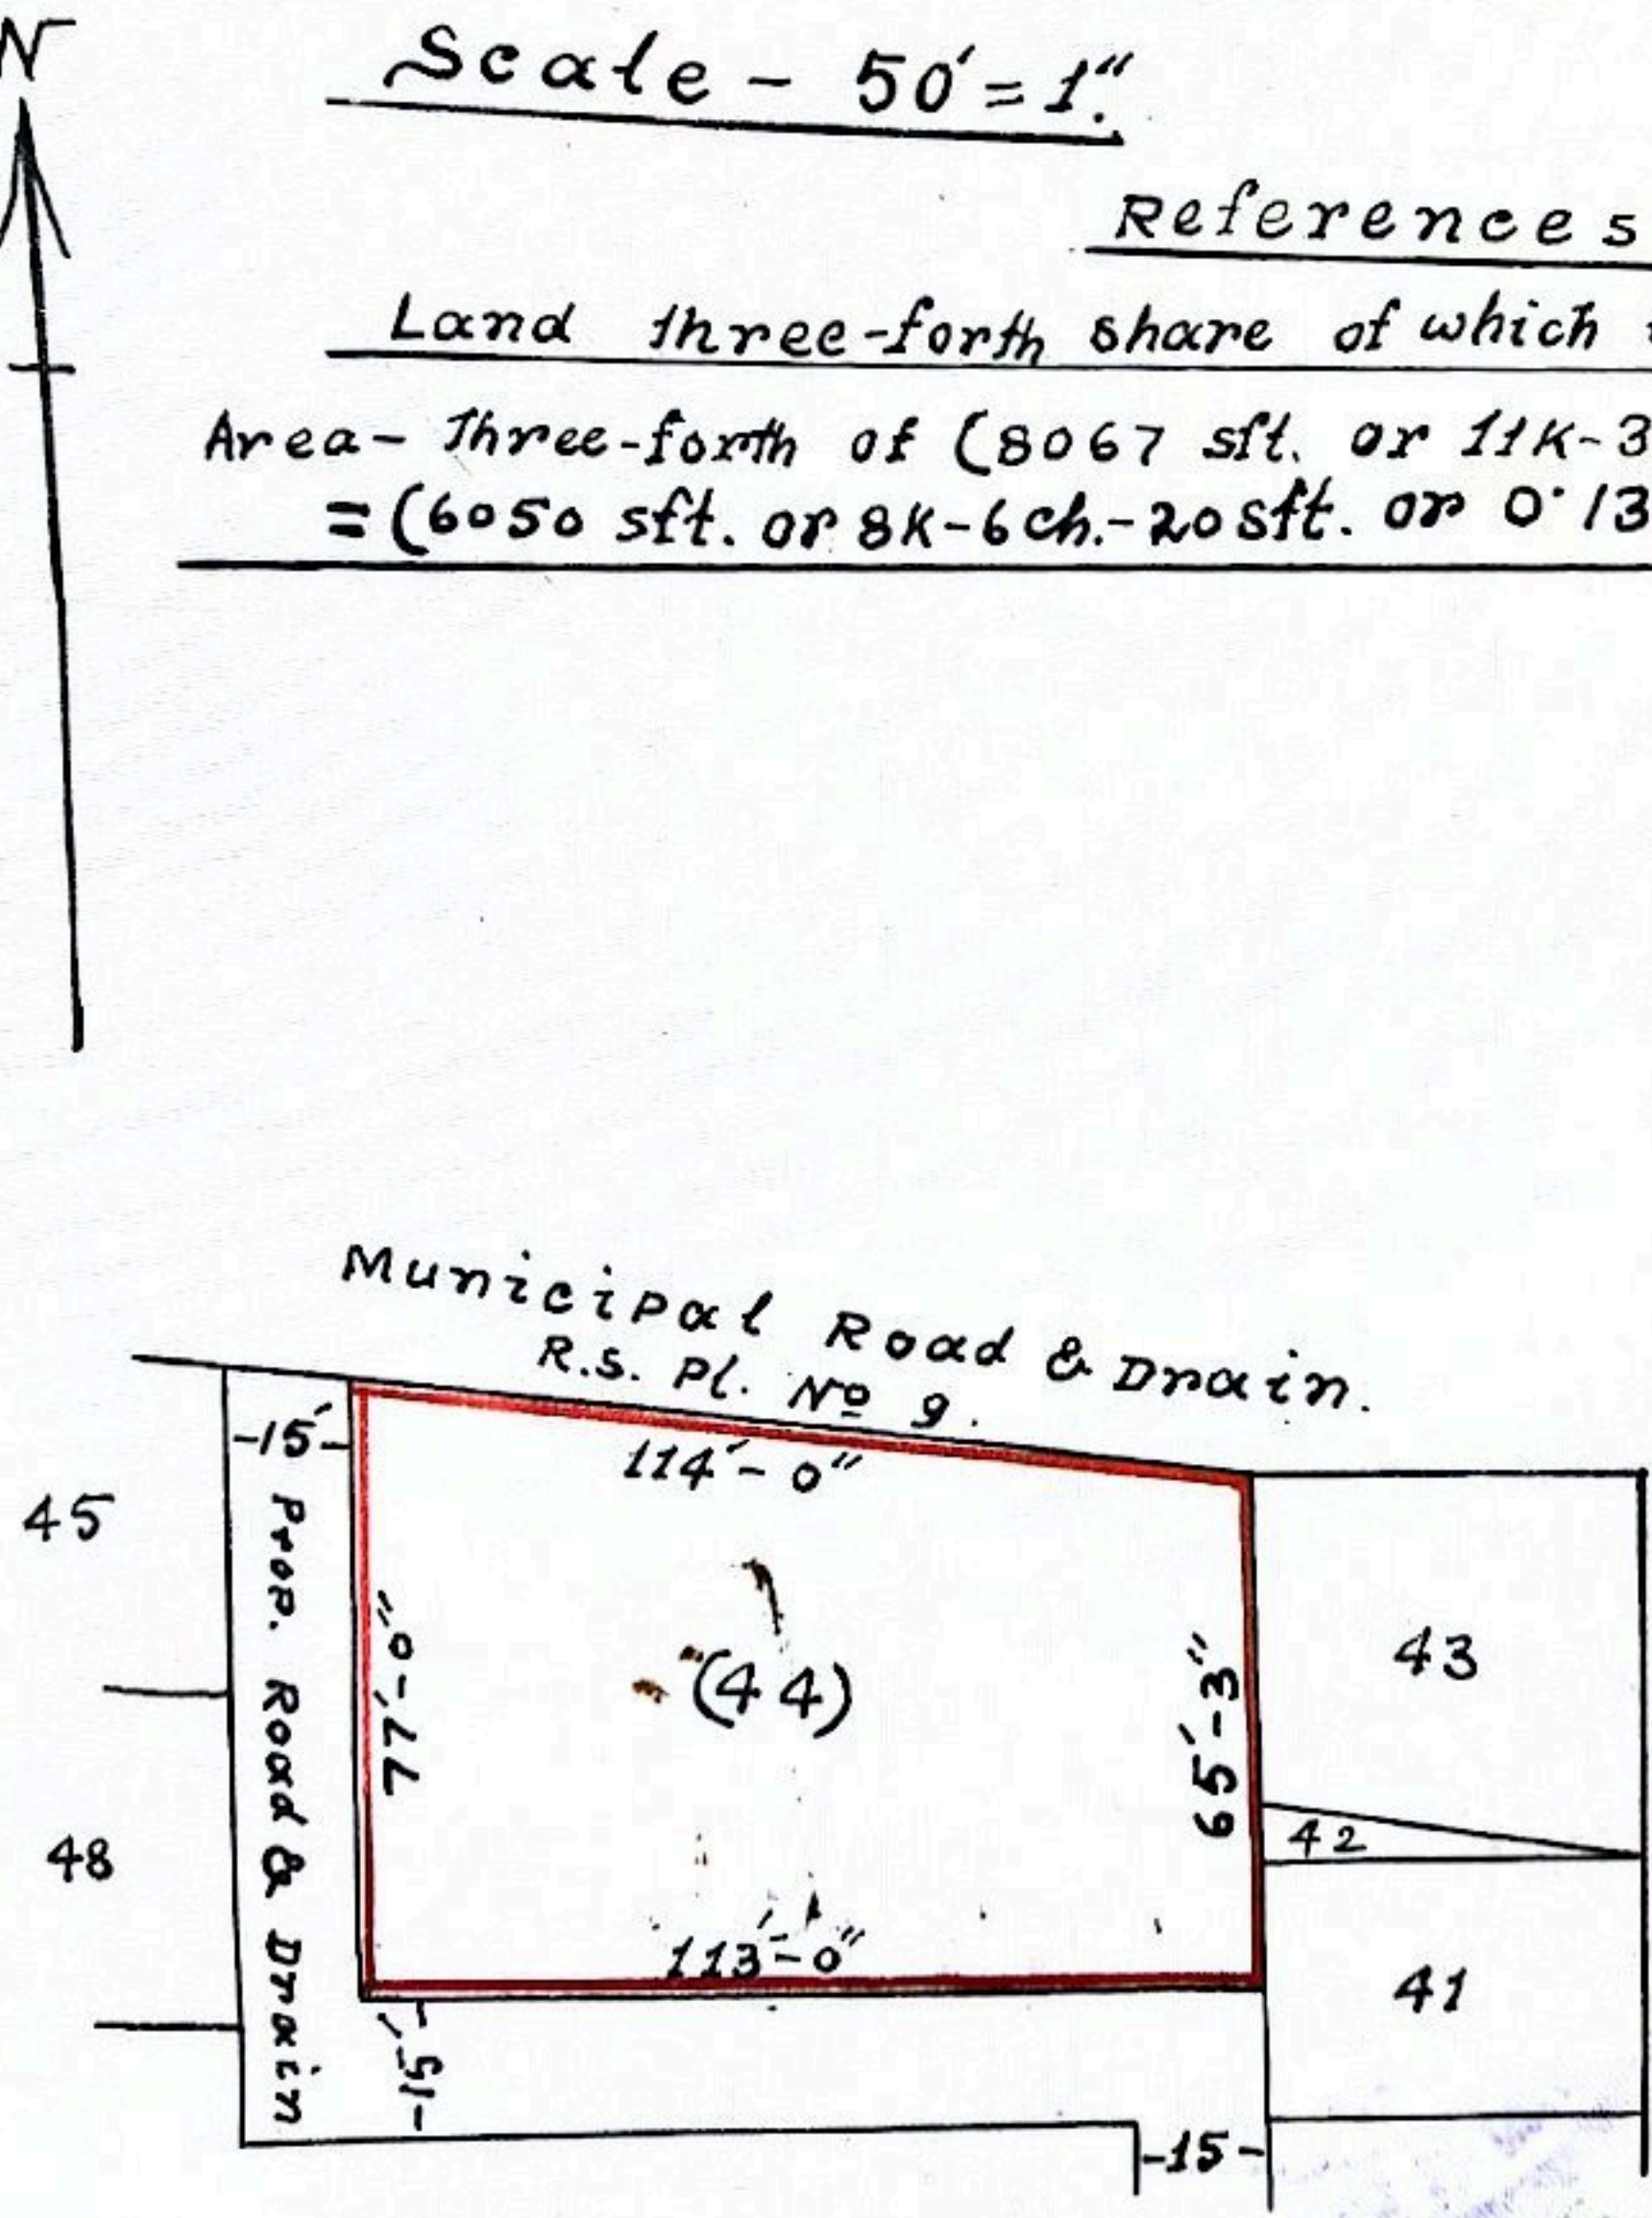 N
Scale - 50' = 1".
References
Land three-forth share of which
Area - Three-forth of (8067 sft. or 11K-3
= (6050 sft. or 8K-6ch.-20sft. or 0.13
Municipal Road & Drain.
R.S. Pl. No 9.
-15'-
114'-0"
45
Prop. Road & Drain
77'-0"
(44)
65'-3"
43
42
48
113'-0"
41
-15'-
-15-